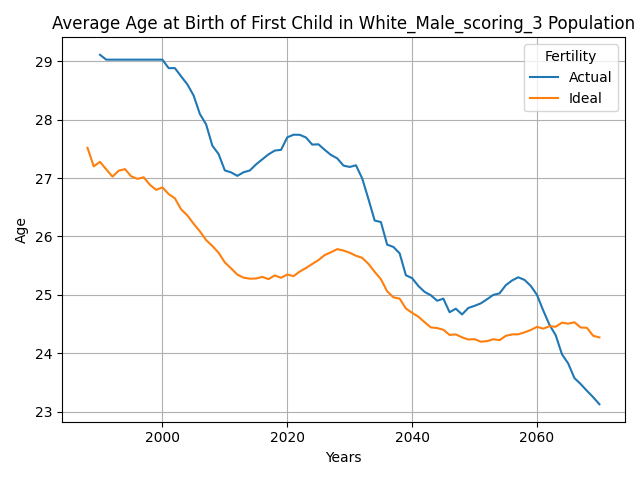 Average Age at Birth of First Child in White_Male_scoring_3 Population
Fertility
Actual
Ideal
Age
29
28
27
26
25
24
23
2000 2020 2040 2060
Years